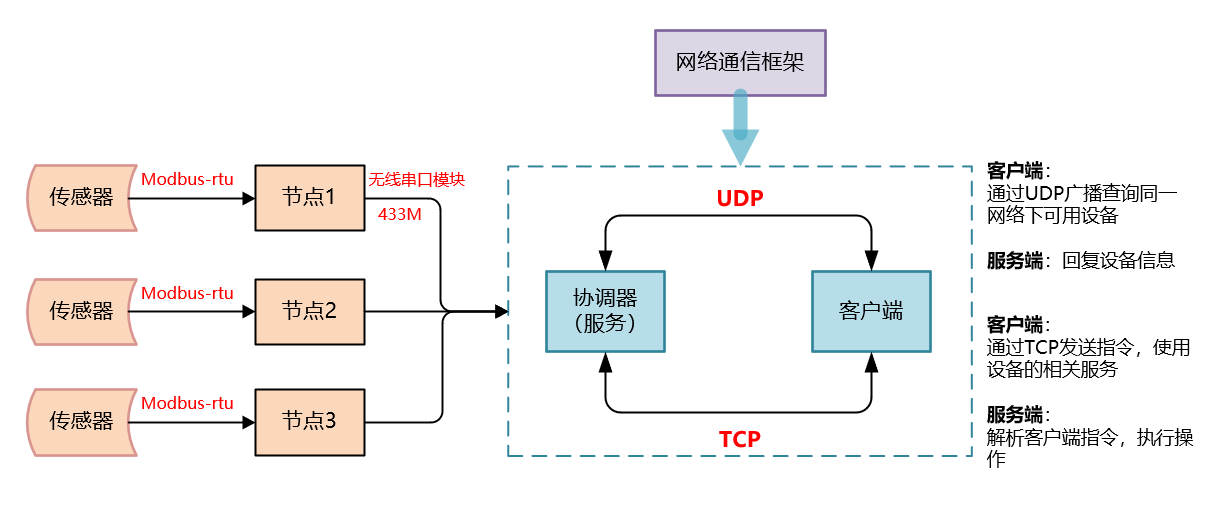 网络通信框架
传感器
Modbus-rtu
节点1
无线串口模块
433M
传感器
Modbus-rtu
节点2
传感器
Modbus-rtu
节点3
UDP
协调器
（服务）
客户端
TCP
客户端：
通过UDP广播查询同一
网络下可用设备
服务端：回复设备信息
客户端：
通过TCP发送指令，使用
设备的相关服务
服务端：
解析客户端指令，执行操
作